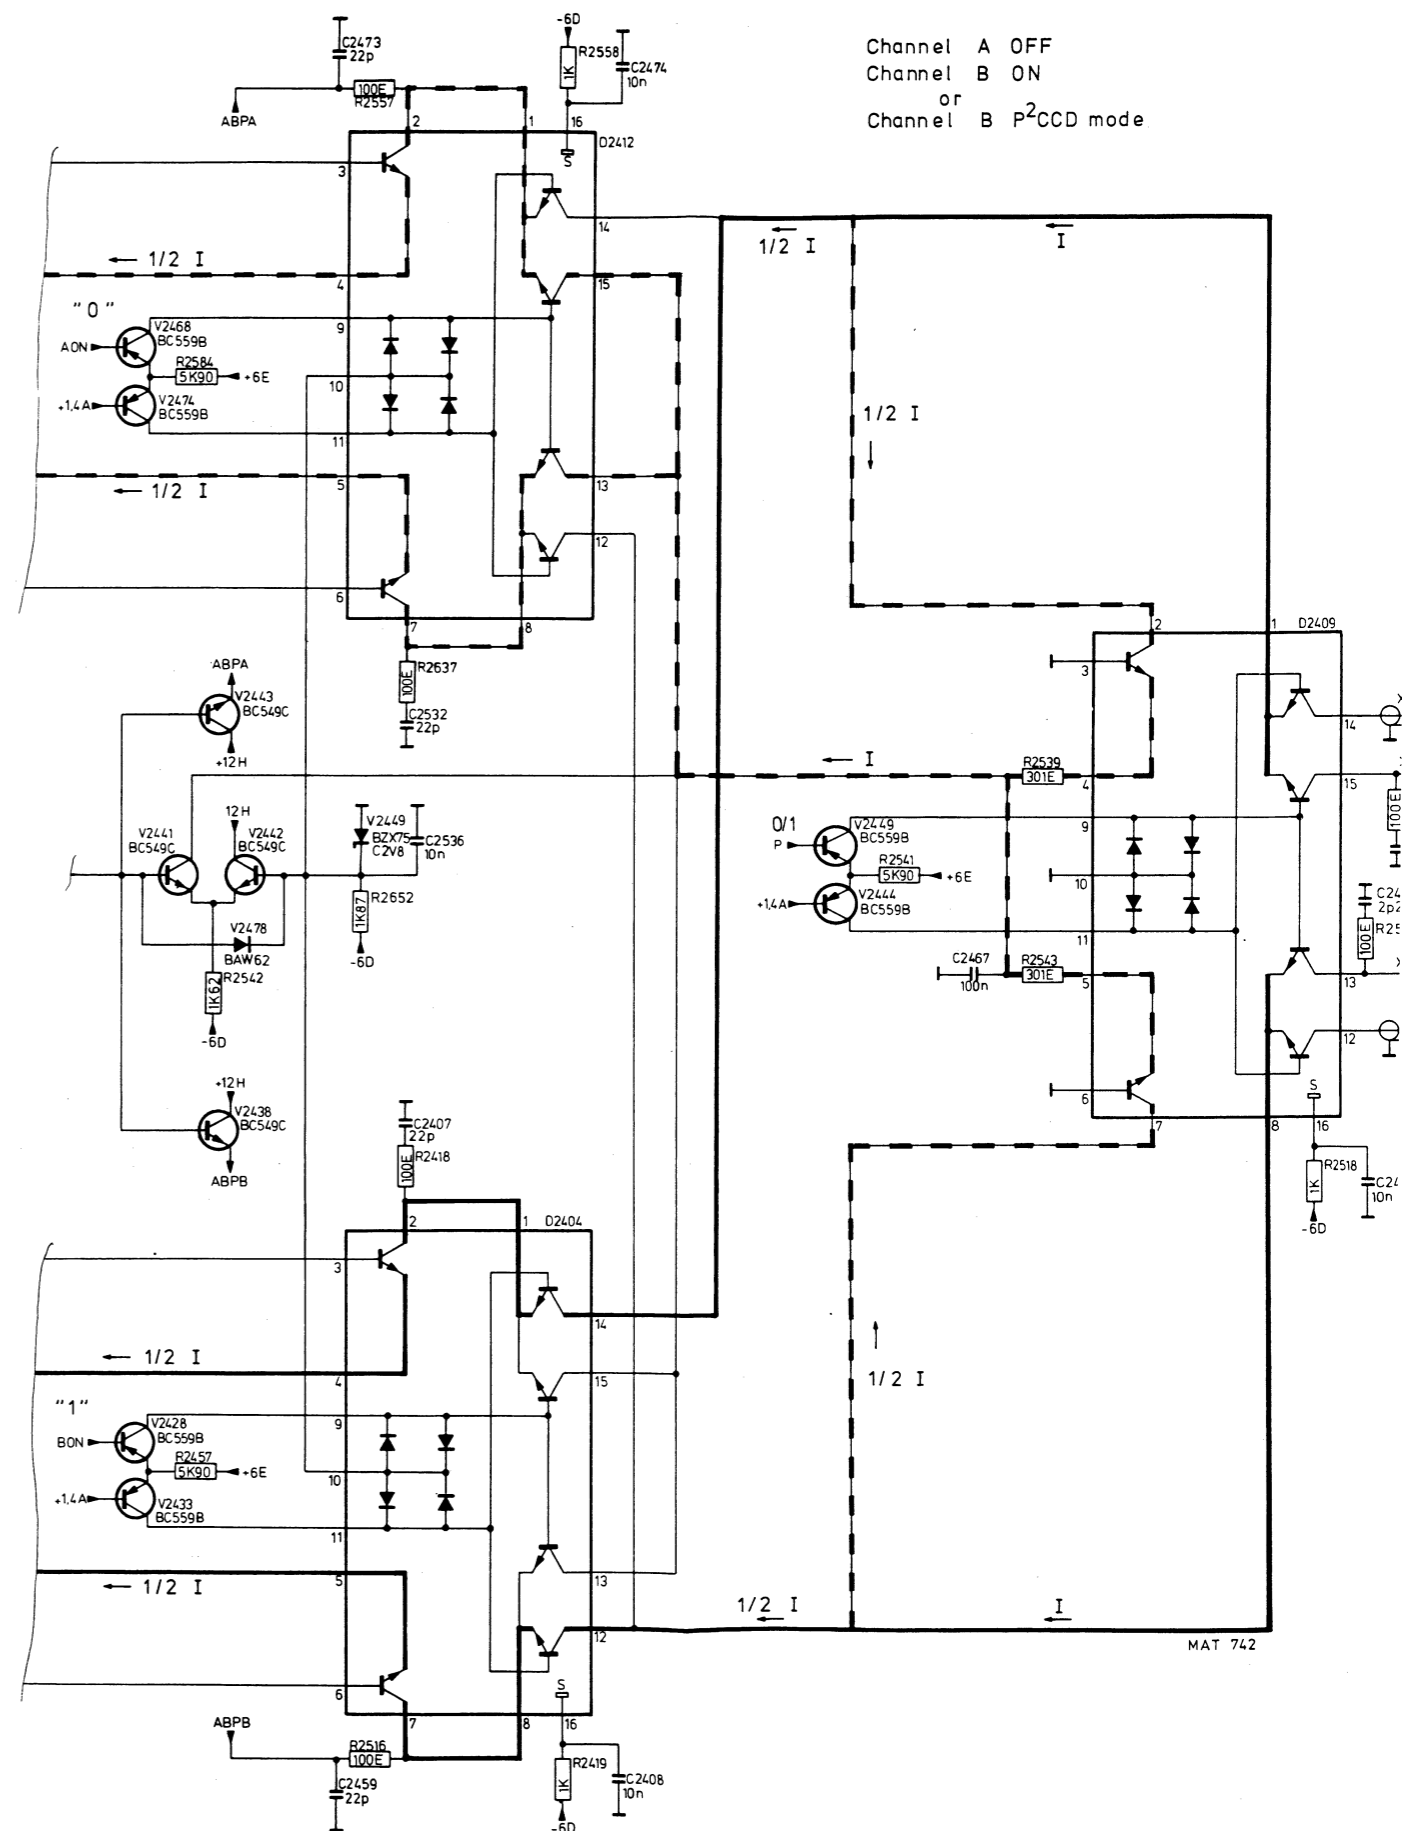 Channel A OFF
Channel B ON
or
Channel B P²CCD mode
-6D
C2473
22p
R2558
1K
C2474
10n
100E
R2557
ABPA
2
1
16
D2412
S
3
14
1/2 I
I
1/2 I
4
15
"0"
V2468
BC559B
9
AON
R2584
5K90
+6E
10
+1,4A
V2474
BC559B
11
1/2 I
5
1/2 I
13
12
6
7
8
R2637
100E
C2532
22p
ABPA
V2443
BC549C
+12H
2
1
D2409
3
14
I
R2539
301E
4
15
12H
V2441
BC549C
V2442
BC549C
V2449
BZX75
C2V8
C2536
10n
0/1
P
V2449
BC559B
9
100E
R2541
5K90
+6E
10
R2652
1K87
+1,4A
V2444
BC559B
11
C24
2p2
100E
R25
V2478
BAW62
-6D
R2542
1K62
-6D
C2467
100n
R2543
301E
5
13
12
+12H
V2438
BC549C
ABPB
C2407
22p
100E
R2418
6
7
8
S
16
R2518
1K
C24
10n
-6D
2
1
D2404
3
14
1/2 I
4
15
1/2 I
"1"
V2428
BC559B
9
BON
R2457
5K90
+6E
10
+1,4A
V2433
BC559B
11
1/2 I
5
13
1/2 I
I
12
MAT 742
6
S
7
8
16
ABPB
R2516
100E
C2459
22p
R2419
1K
C2408
10n
-6D